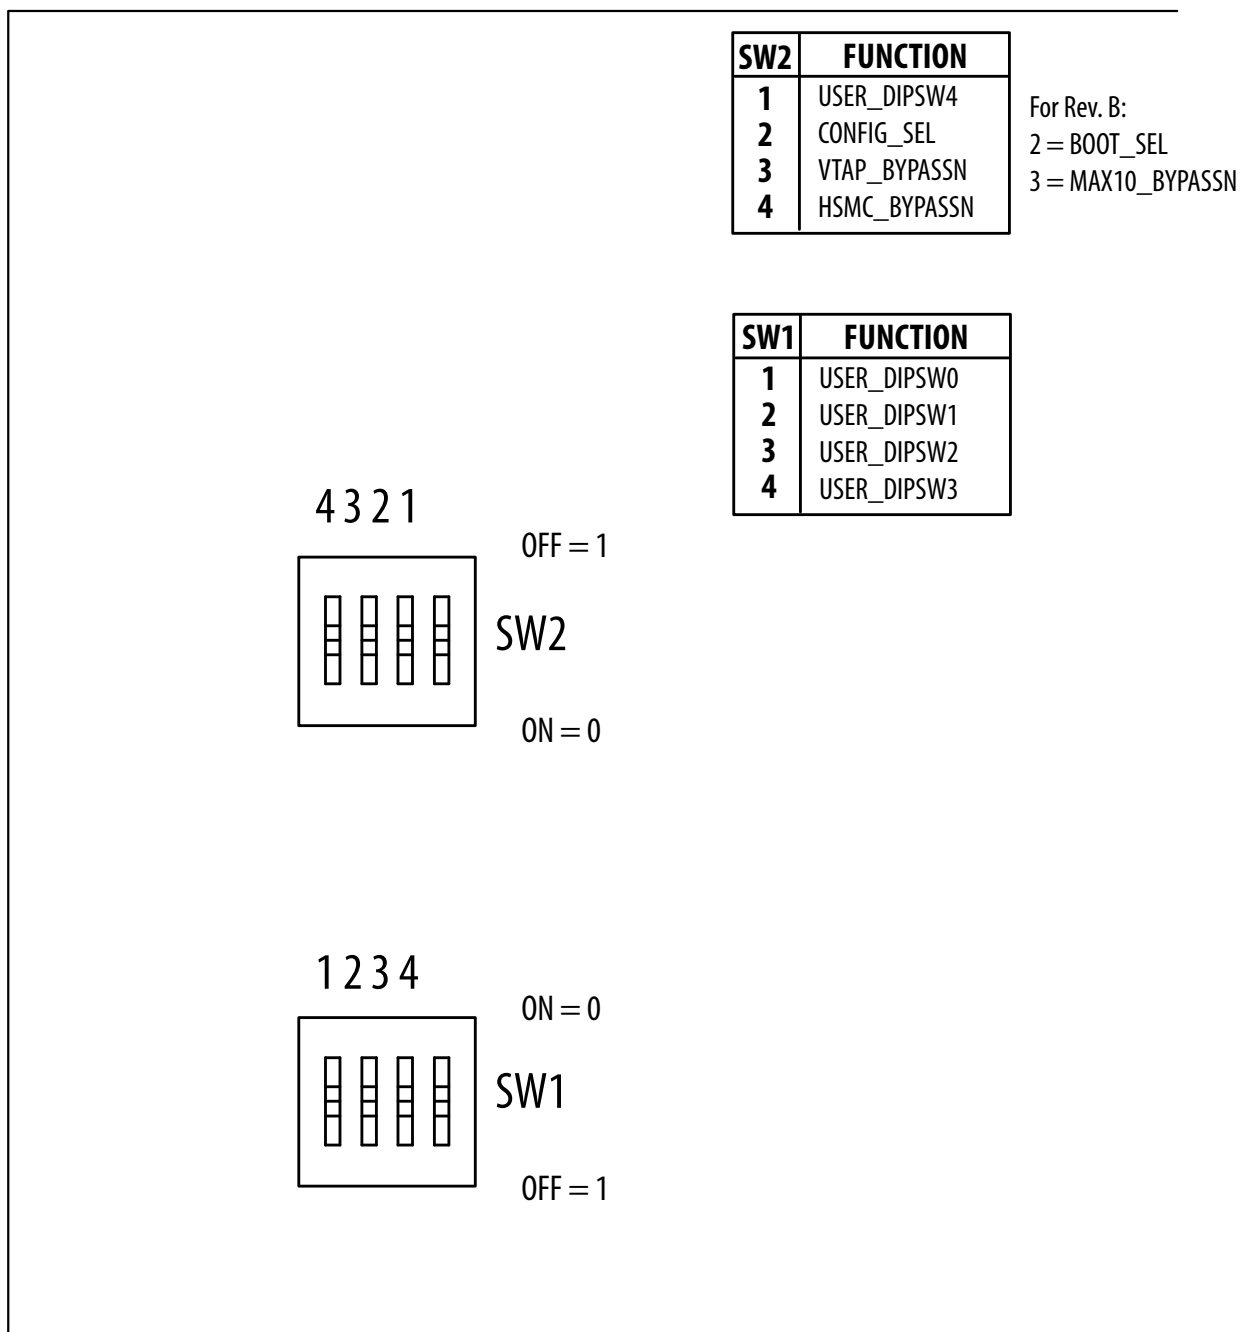 SW2 FUNCTION
1 USER_DIPSW4
2 CONFIG_SEL
3 VTAP_BYPASSN
4 HSMC_BYPASSN
For Rev. B:
2 = BOOT_SEL
3 = MAX10_BYPASSN
SW1 FUNCTION
1 USER_DIPSW0
2 USER_DIPSW1
3 USER_DIPSW2
4 USER_DIPSW3
4 3 2 1
OFF = 1
SW2
ON = 0
1 2 3 4
ON = 0
SW1
OFF = 1